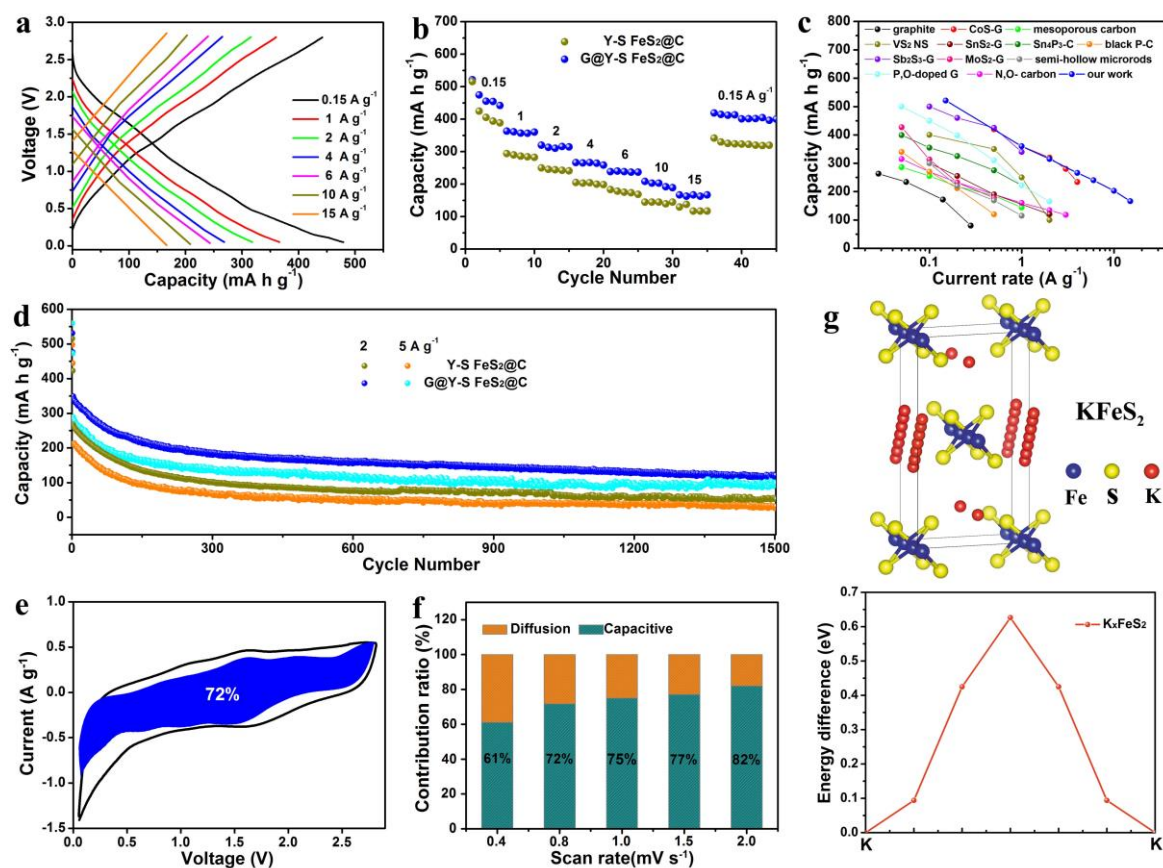 a
3.0
2.5
2.0
1.5
1.0
0.5
0.0
Voltage (V)
0.15 A g⁻¹
1 A g⁻¹
2 A g⁻¹
4 A g⁻¹
6 A g⁻¹
10 A g⁻¹
15 A g⁻¹
0 100 200 300 400 500
Capacity (mA h g⁻¹)
b
700
600
500
400
300
200
100
0
Capacity (mA h g⁻¹)
Y-S FeS₂@C
G@Y-S FeS₂@C
0.15
1
2
4
6
10
15
0.15 A g⁻¹
0 10 20 30 40
Cycle Number
c
800
700
600
500
400
300
200
100
0
Capacity (mA h g⁻¹)
graphite CoS-G mesoporous carbon
VS₂ NS SnS₂-G Sn₄P₃-C black P-C
Sb₂S₃-G MoS₂-G semi-hollow microrods
P,O-doped G N,O- carbon our work
0.1 1 10
Current rate (A g⁻¹)
d
600
500
400
300
200
100
0
Capacity (mA h g⁻¹)
2 5 A g⁻¹
Y-S FeS₂@C
G@Y-S FeS₂@C
0 300 600 900 1200 1500
Cycle Number
g
KFeS₂
Fe S K
e
1.0
0.5
0.0
-0.5
-1.0
-1.5
Current (A g⁻¹)
72%
0.0 0.5 1.0 1.5 2.0 2.5
Voltage (V)
f
120
100
80
60
40
20
0
Contribution ratio (%)
Diffusion Capacitive
61% 72% 75% 77% 82%
0.4 0.8 1.0 1.5 2.0
Scan rate(mV s⁻¹)
0.7
0.6
0.5
0.4
0.3
0.2
0.1
0.0
Energy difference (eV)
KₓFeS₂
K K